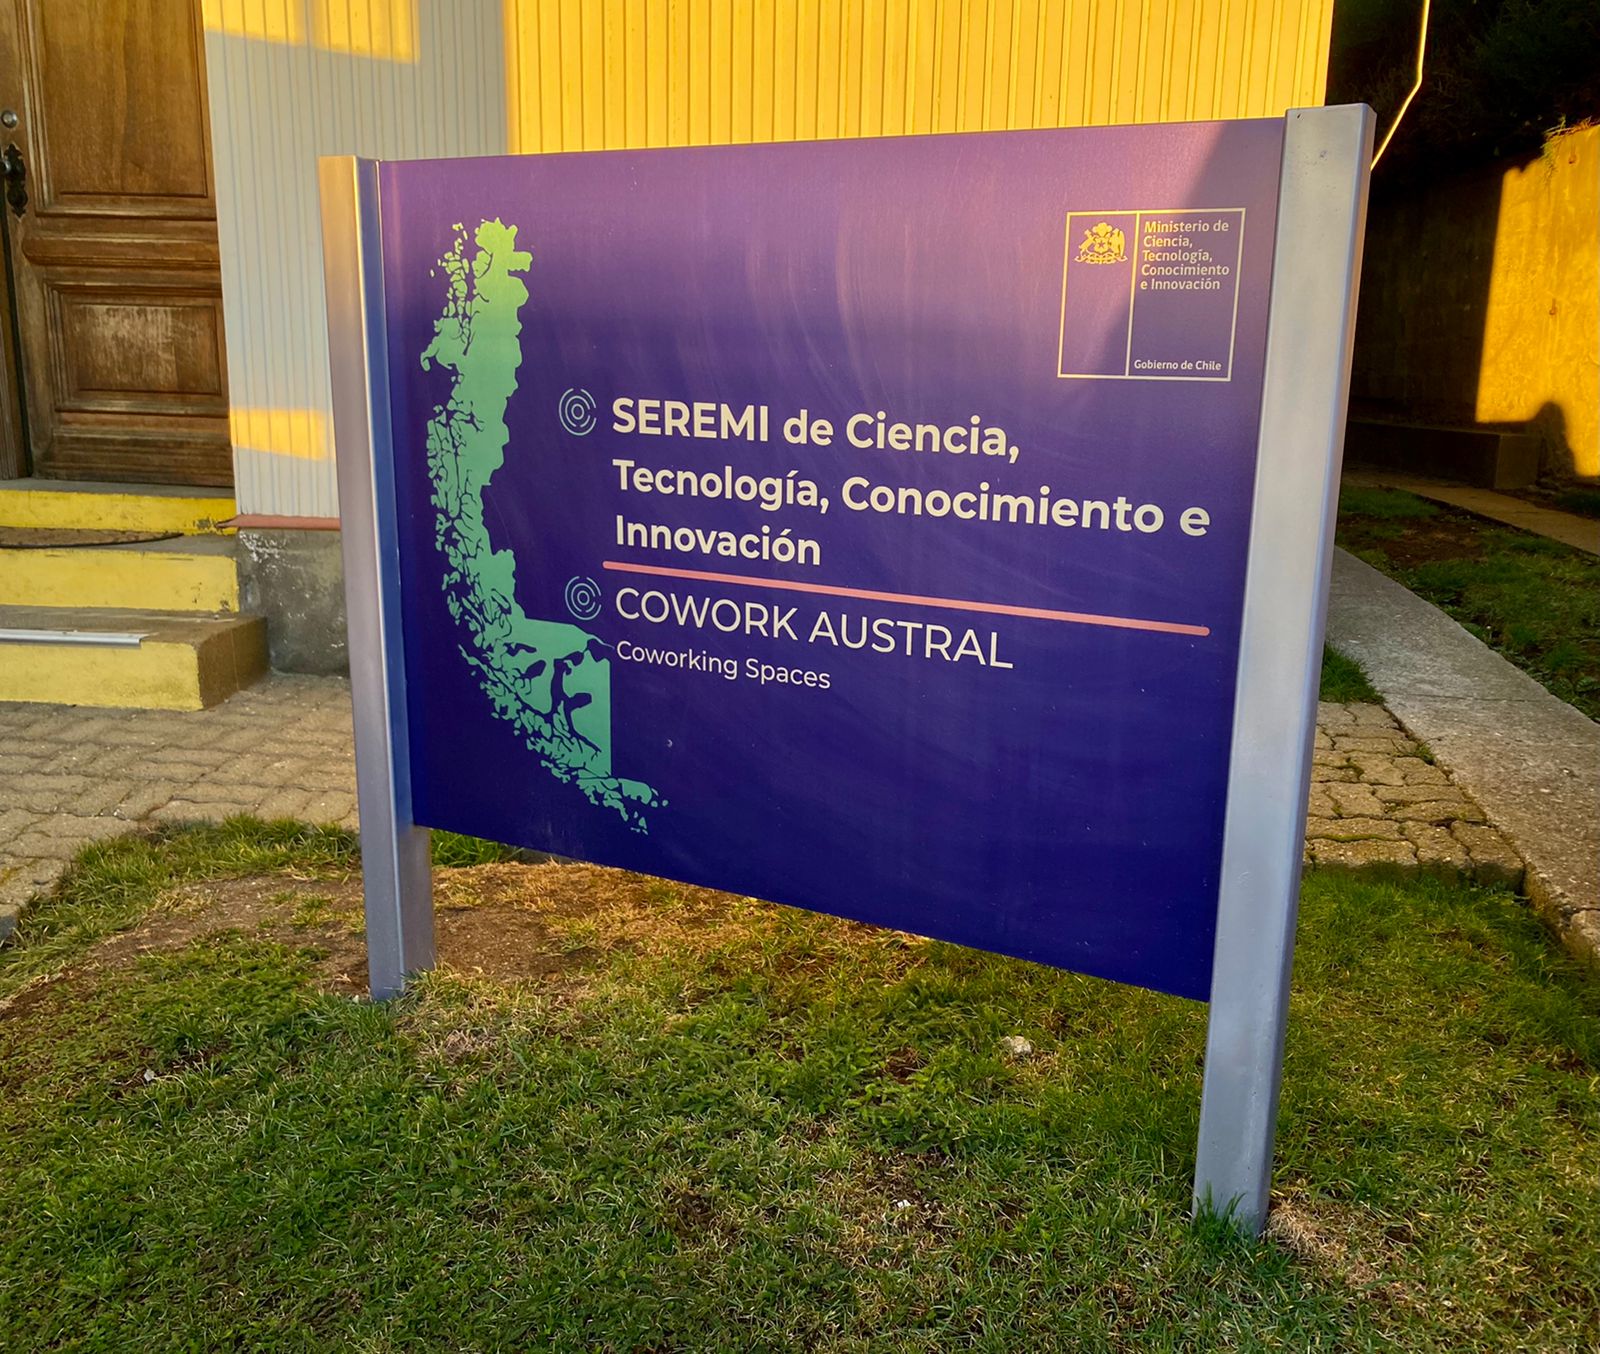 Ministerio de
Ciencia,
Tecnología,
Conocimiento
e Innovación
Gobierno de Chile
SEREMI de Ciencia,
Tecnología, Conocimiento e
Innovación
COWORK AUSTRAL
Coworking Spaces